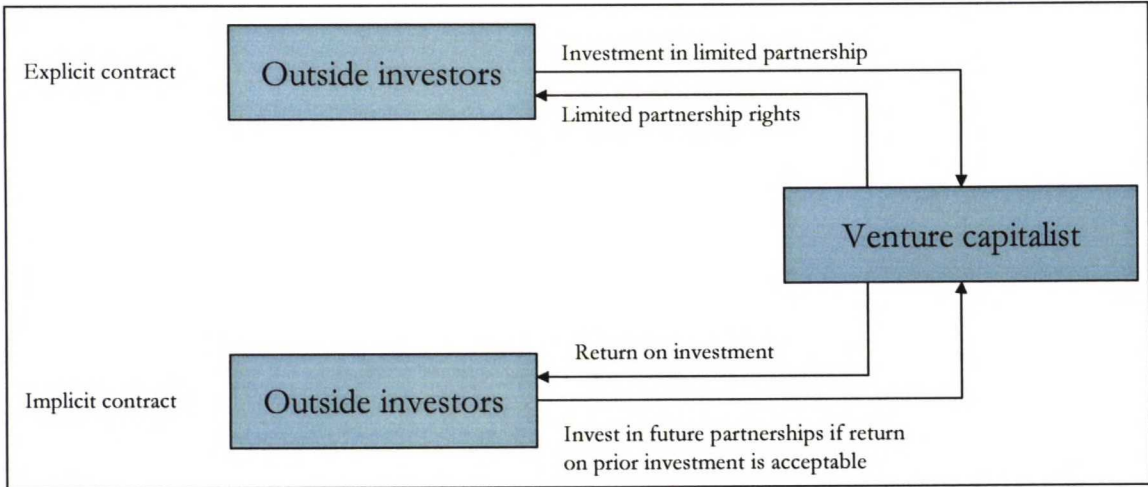 Explicit contract
Outside investors
Investment in limited partnership
Limited partnership rights
Venture capitalist
Return on investment
Implicit contract
Outside investors
Invest in future partnerships if return
on prior investment is acceptable